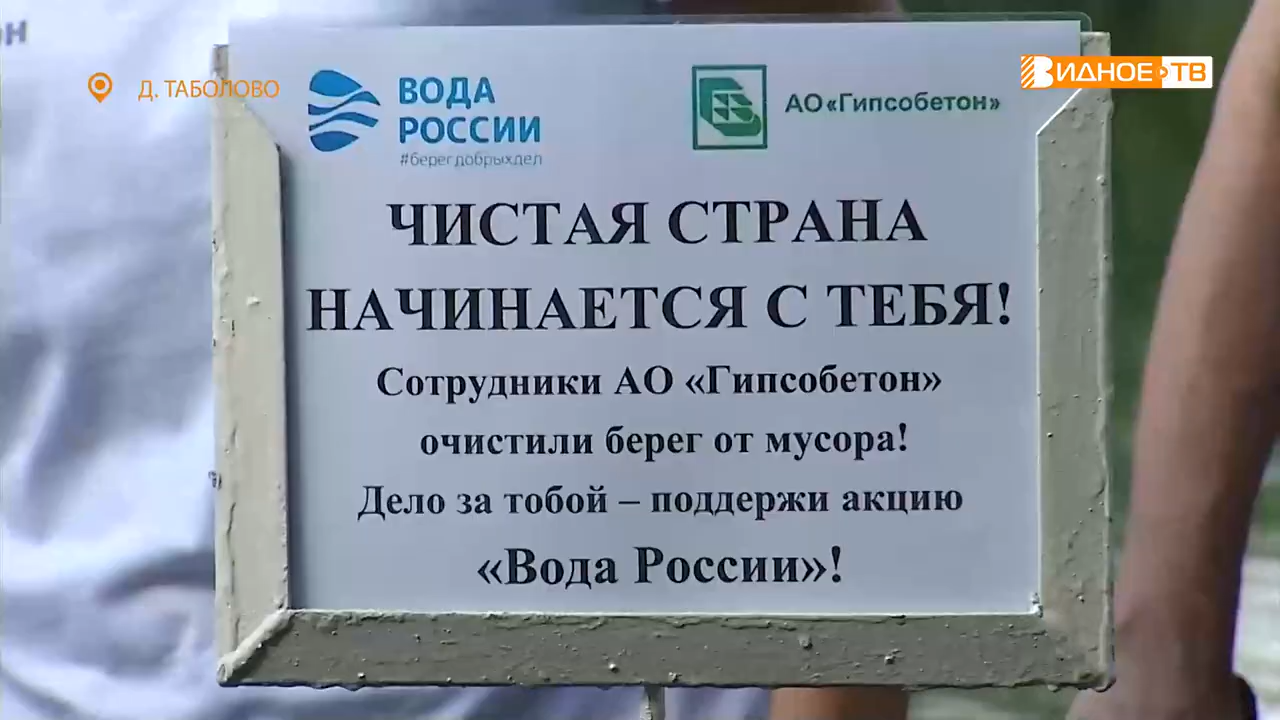 он
Д. ТАБОЛОВО
ВИДНОЕ ТВ
ВОДА
РОССИИ
#берегдобрыхдел
АО «Гипсобетон»
ЧИСТАЯ СТРАНА
НАЧИНАЕТСЯ С ТЕБЯ!
Сотрудники АО «Гипсобетон»
очистили берег от мусора!
Дело за тобой – поддержи акцию
«Вода России»!